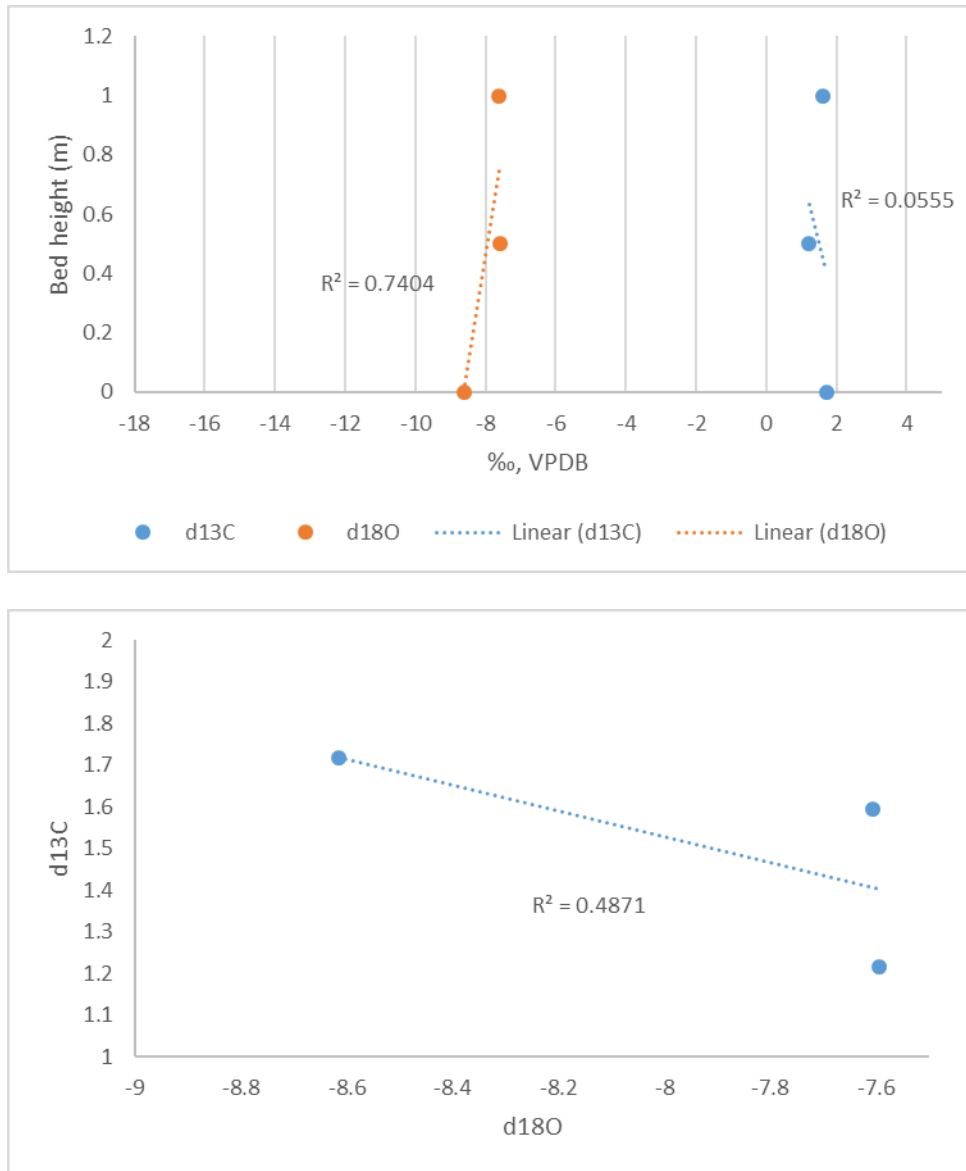 1.2
1
0.8
0.6
0.4
0.2
0
Bed height (m)
R² = 0.0555
R² = 0.7404
-18 -16 -14 -12 -10 -8 -6 -4 -2 0 2 4
‰, VPDB
d13C d18O Linear (d13C) Linear (d18O)
2
1.9
1.8
1.7
1.6
1.5
1.4
1.3
1.2
1.1
1
d13C
R² = 0.4871
-9 -8.8 -8.6 -8.4 -8.2 -8 -7.8 -7.6
d18O